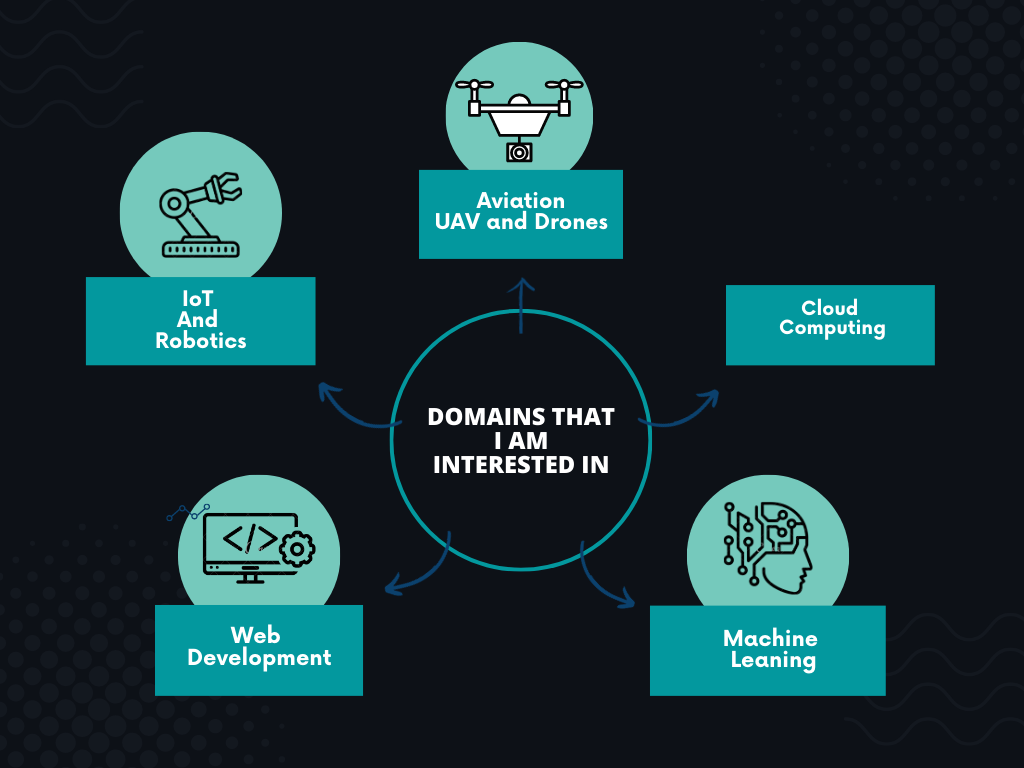 Aviation
UAV and Drones
IoT
And
Robotics
Cloud
Computing
DOMAINS THAT
I AM
INTERESTED IN
Web
Development
Machine
Leaning